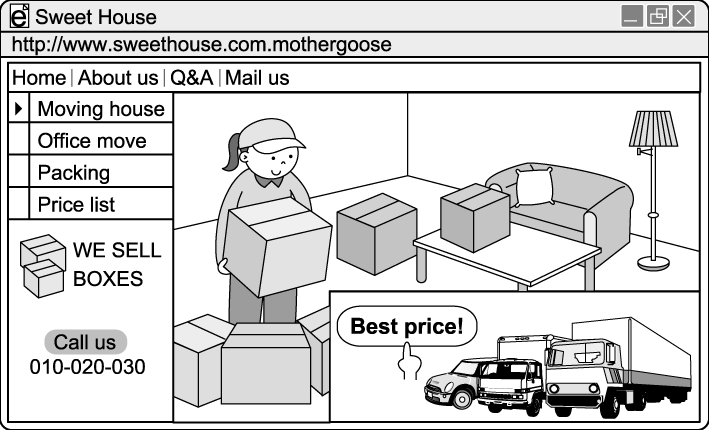 e Sweet House
http://www.sweethouse.com.mothergoose
Home | About us | Q&A | Mail us
Moving house
Office move
Packing
Price list
WE SELL
BOXES
Call us
010-020-030
Best price!